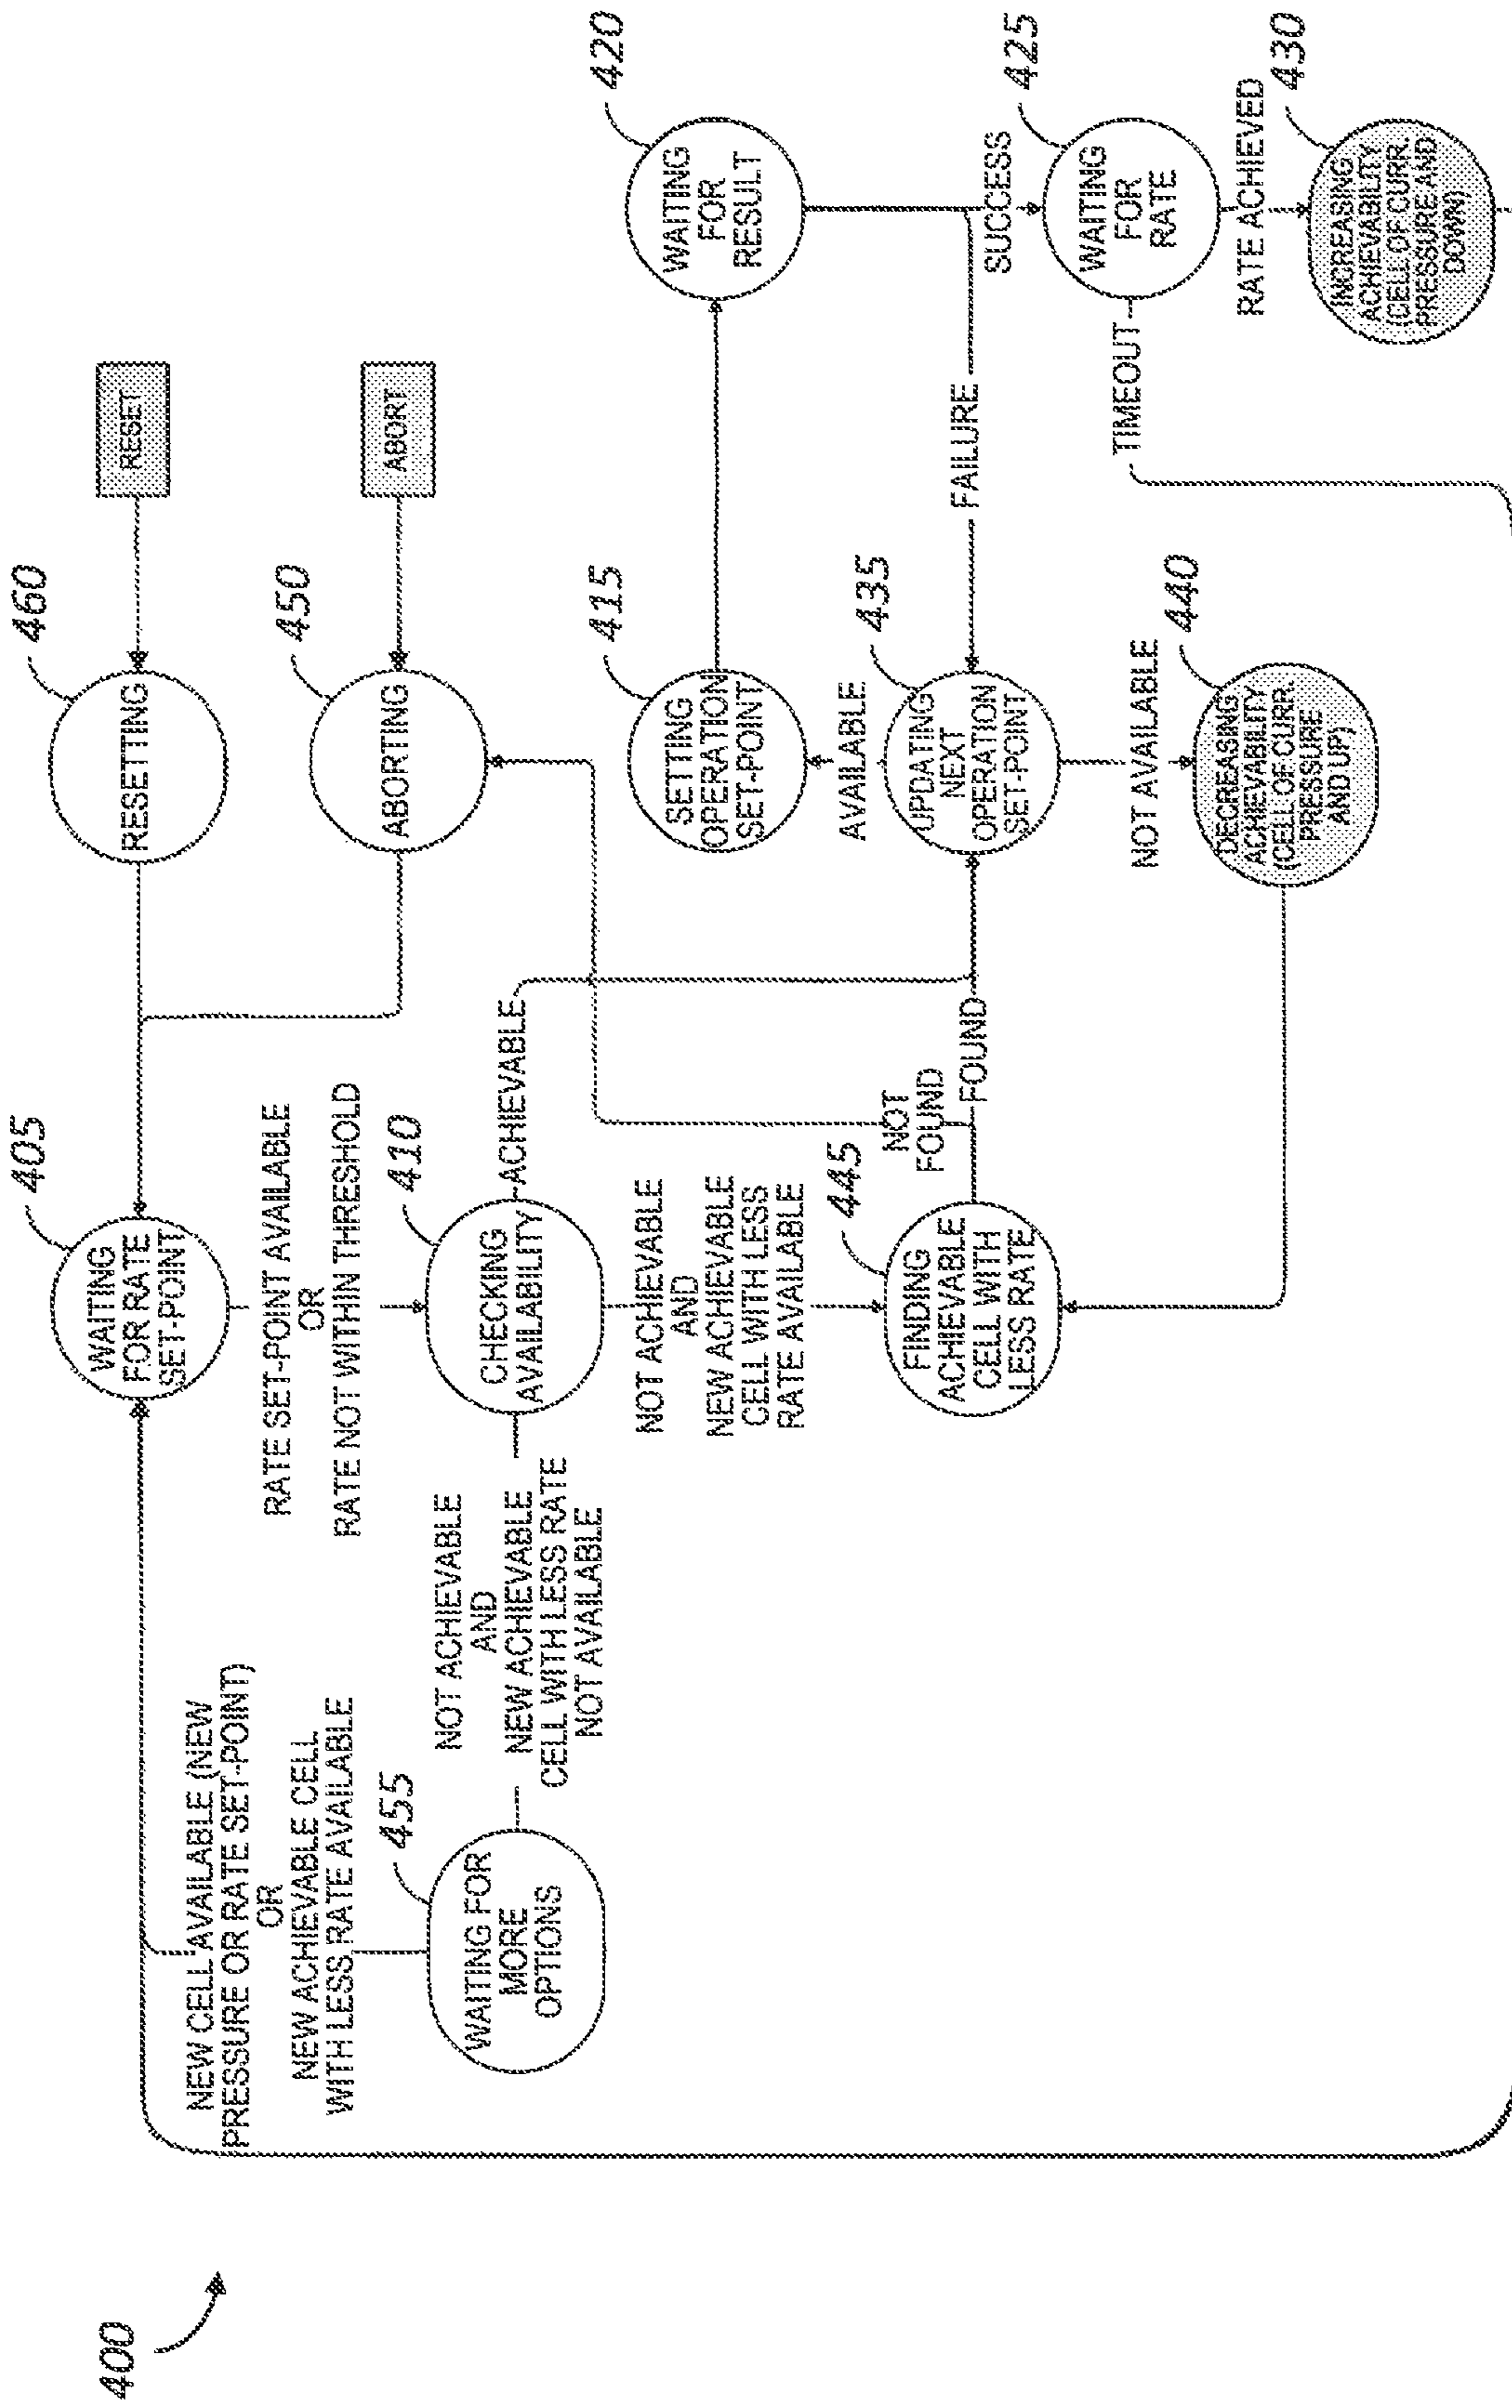 400
405
WAITING
FOR RATE
SET-POINT
460
RESETTING
RESET
450
ABORTING
ABORT
NEW CELL AVAILABLE (NEW
PRESSURE OR RATE SET-POINT)
OR
NEW ACHIEVABLE CELL
WITH LESS RATE AVAILABLE
RATE SET-POINT AVAILABLE
OR
RATE NOT WITHIN THRESHOLD
455
WAITING FOR
MORE
OPTIONS
NOT ACHIEVABLE
AND
NEW ACHIEVABLE
CELL WITH LESS RATE
NOT AVAILABLE
410
CHECKING
AVAILABILITY
ACHIEVABLE
415
SETTING
OPERATION
SET-POINT
420
WAITING
FOR
RESULT
NOT ACHIEVABLE
AND
NEW ACHIEVABLE
CELL WITH LESS
RATE AVAILABLE
AVAILABLE
445
FINDING
ACHIEVABLE
CELL WITH
LESS RATE
NOT
FOUND
FOUND
435
UPDATING
NEXT
OPERATION
SET-POINT
FAILURE
SUCCESS
425
WAITING
FOR
RATE
TIMEOUT
NOT AVAILABLE
440
DECREASING
ACHIEVABILITY
(CELL OF CURR.
PRESSURE
AND UP)
RATE ACHIEVED
430
INCREASING
ACHIEVABILITY
(CELL OF CURR.
PRESSURE AND
DOWN)